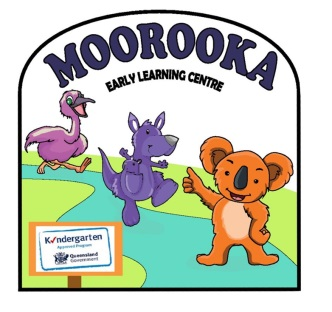 MOOROOKA
EARLY LEARNING CENTRE
Kindergarten
Approved Program
Queensland
Government